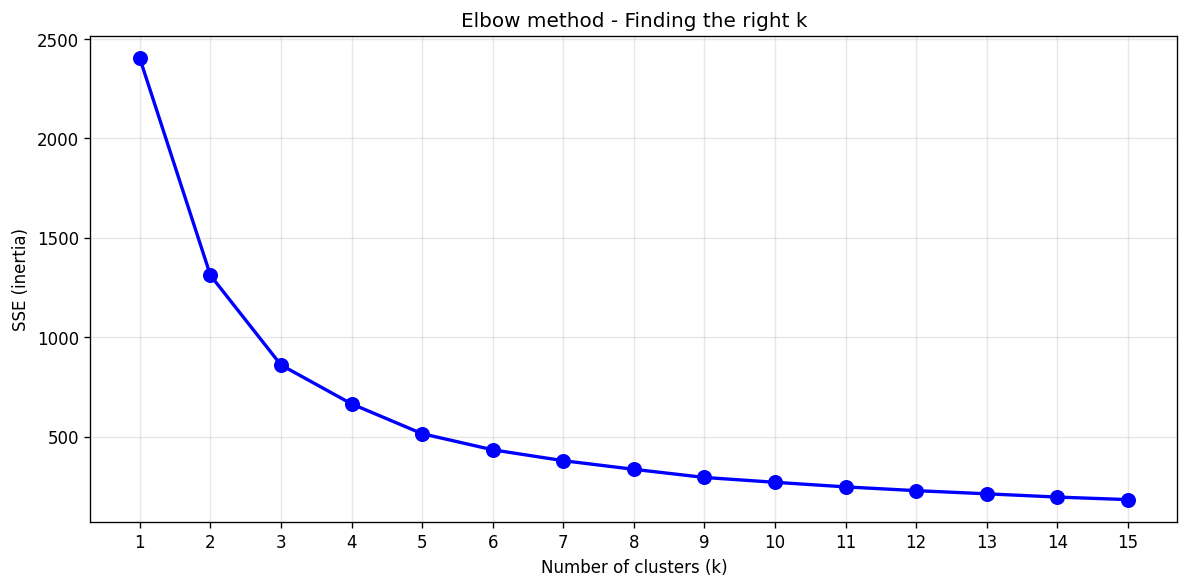 Elbow method - Finding the right k
2500
2000
1500
1000
500
SSE (inertia)
1 2 3 4 5 6 7 8 9 10 11 12 13 14 15
Number of clusters (k)